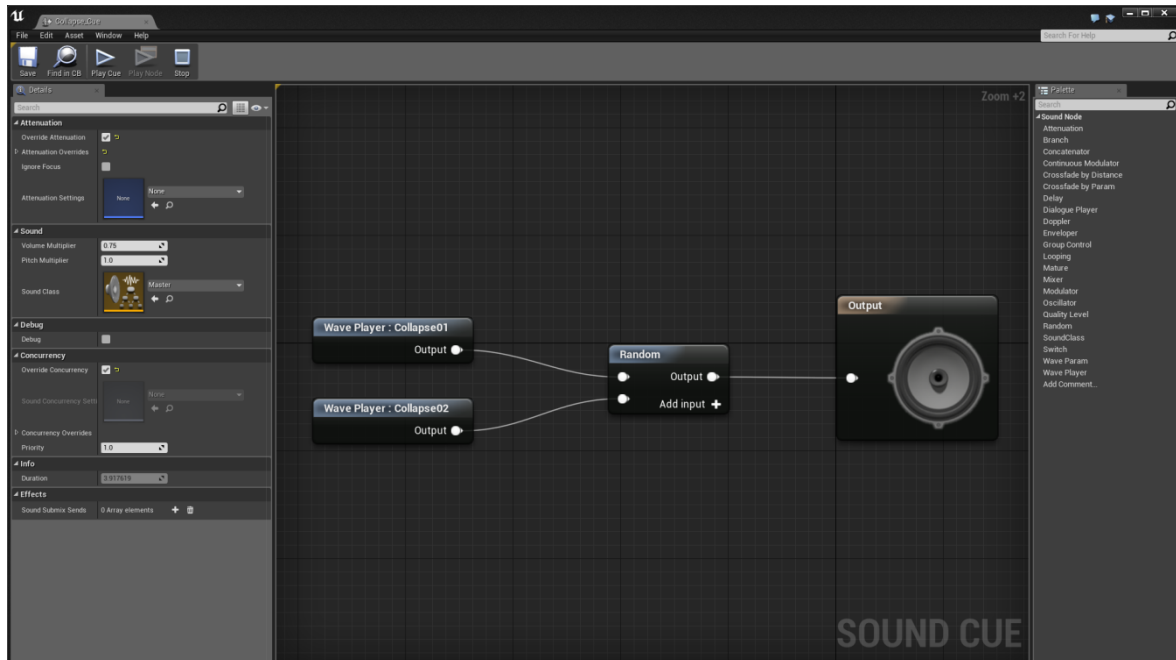 Collapse_Cue
File Edit Asset Window Help
Search For Help
Save Find in CB Play Cue Play Node Stop
Details
Search
Attenuation
Override Attenuation
Attenuation Overrides
Ignore Focus
Attenuation Settings None None
Sound
Volume Multiplier 0.75
Pitch Multiplier 1.0
Sound Class Master
Debug
Debug
Concurrency
Override Concurrency
Sound Concurrency Setti None None
Concurrency Overrides
Priority 1.0
Info
Duration 3.917619
Effects
Sound Submix Sends 0 Array elements
Zoom +2
Wave Player : Collapse01
Output
Wave Player : Collapse02
Output
Random
Output
Add input
Output
SOUND CUE
Palette
Search
Sound Node
Attenuation
Branch
Concatenator
Continuous Modulator
Crossfade by Distance
Crossfade by Param
Delay
Dialogue Player
Doppler
Enveloper
Group Control
Looping
Mature
Mixer
Modulator
Oscillator
Quality Level
Random
SoundClass
Switch
Wave Param
Wave Player
Add Comment...